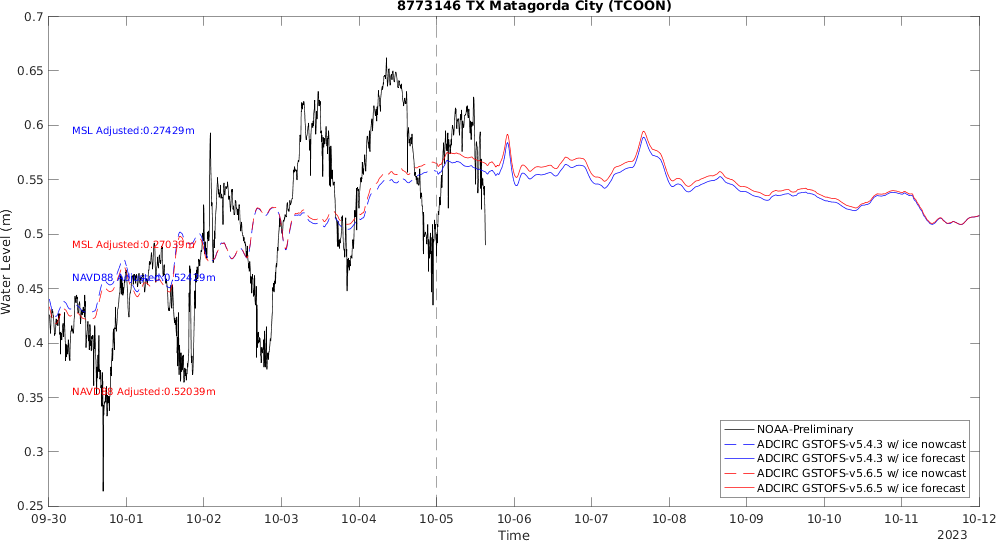 8773146 TX Matagorda City (TCOON)
0.7
0.65
0.6
0.55
0.5
0.45
0.4
0.35
0.3
0.25
Water Level (m)
MSL Adjusted:0.27429m
MSL Adjusted:0.27039m
NAVD88 Adjusted:0.52429m
NAVD88 Adjusted:0.52039m
NOAA-Preliminary
ADCIRC GSTOFS-v5.4.3 w/ ice nowcast
ADCIRC GSTOFS-v5.4.3 w/ ice forecast
ADCIRC GSTOFS-v5.6.5 w/ ice nowcast
ADCIRC GSTOFS-v5.6.5 w/ ice forecast
09-30 10-01 10-02 10-03 10-04 10-05 10-06 10-07 10-08 10-09 10-10 10-11 10-12
Time
2023